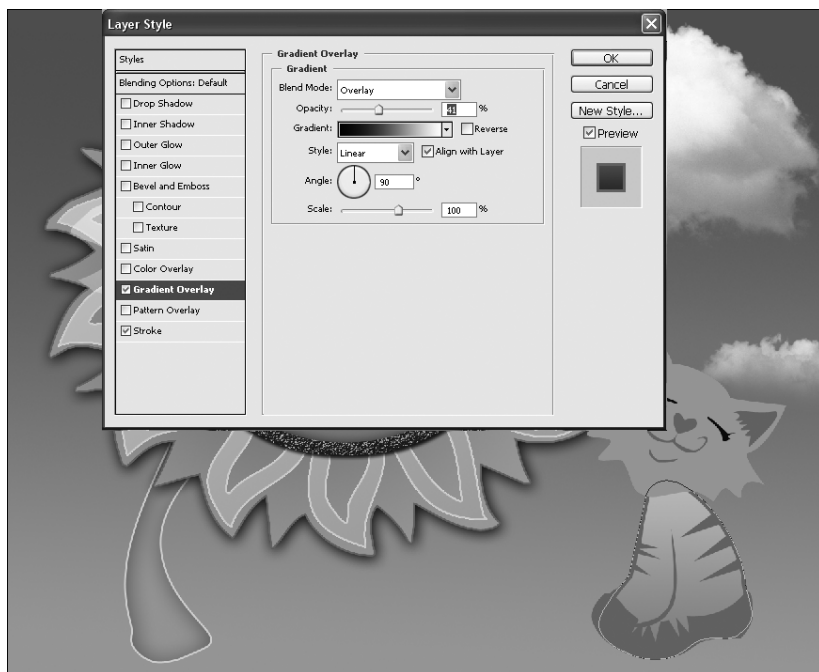 Layer Style
Styles
Blending Options: Default
Drop Shadow
Inner Shadow
Outer Glow
Inner Glow
Bevel and Emboss
Contour
Texture
Satin
Color Overlay
Gradient Overlay
Pattern Overlay
Stroke
Gradient Overlay
Gradient
Blend Mode: Overlay
Opacity: 41 %
Gradient: Reverse
Style: Linear Align with Layer
Angle: 90 °
Scale: 100 %
OK
Cancel
New Style...
Preview